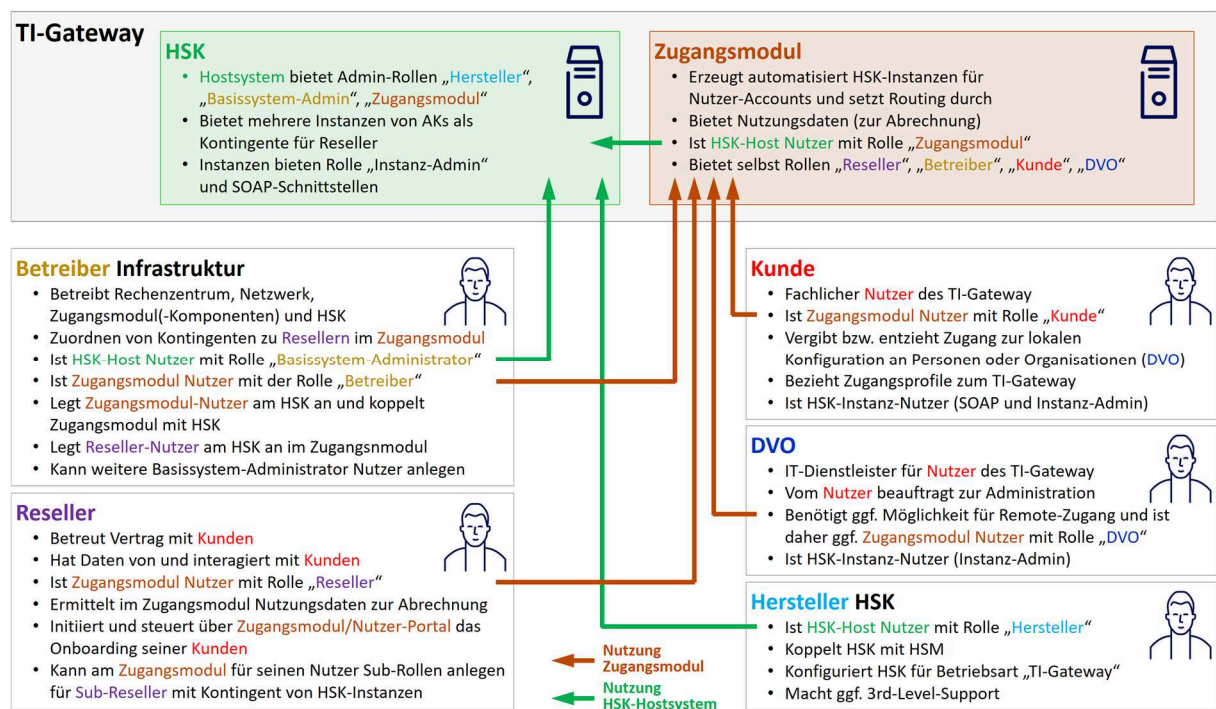 TI-Gateway
HSK
• Hostsystem bietet Admin-Rollen „Hersteller“,
„Basissystem-Admin“, „Zugangsmodul“
• Bietet mehrere Instanzen von AKs als
Kontingente für Reseller
• Instanzen bieten Rolle „Instanz-Admin“
und SOAP-Schnittstellen
Zugangsmodul
• Erzeugt automatisiert HSK-Instanzen für
Nutzer-Accounts und setzt Routing durch
• Bietet Nutzungsdaten (zur Abrechnung)
• Ist HSK-Host Nutzer mit Rolle „Zugangsmodul“
• Bietet selbst Rollen „Reseller“, „Betreiber“, „Kunde“, „DVO“
Betreiber Infrastruktur
• Betreibt Rechenzentrum, Netzwerk,
Zugangsmodul(-Komponenten) und HSK
• Zuordnen von Kontingenten zu Resellern im Zugangsmodul
• Ist HSK-Host Nutzer mit Rolle „Basissystem-Administrator“
• Ist Zugangsmodul Nutzer mit der Rolle „Betreiber“
• Legt Zugangsmodul-Nutzer am HSK an und koppelt
Zugangsmodul mit HSK
• Legt Reseller-Nutzer am HSK an im Zugangsnmodul
• Kann weitere Basissystem-Administrator Nutzer anlegen
Reseller
• Betreut Vertrag mit Kunden
• Hat Daten von und interagiert mit Kunden
• Ist Zugangsmodul Nutzer mit Rolle „Reseller“
• Ermittelt im Zugangsmodul Nutzungsdaten zur Abrechnung
• Initiiert und steuert über Zugangsmodul/Nutzer-Portal das
Onboarding seiner Kunden
• Kann am Zugangsmodul für seinen Nutzer Sub-Rollen anlegen
für Sub-Reseller mit Kontingent von HSK-Instanzen
Nutzung
Zugangsmodul
Nutzung
HSK-Hostsystem
Kunde
• Fachlicher Nutzer des TI-Gateway
• Ist Zugangsmodul Nutzer mit Rolle „Kunde“
• Vergibt bzw. entzieht Zugang zur lokalen
Konfiguration an Personen oder Organisationen (DVO)
• Bezieht Zugangsprofile zum TI-Gateway
• Ist HSK-Instanz-Nutzer (SOAP und Instanz-Admin)
DVO
• IT-Dienstleister für Nutzer des TI-Gateway
• Vom Nutzer beauftragt zur Administration
• Benötigt ggf. Möglichkeit für Remote-Zugang und ist
daher ggf. Zugangsmodul Nutzer mit Rolle „DVO“
• Ist HSK-Instanz-Nutzer (Instanz-Admin)
Hersteller HSK
• Ist HSK-Host Nutzer mit Rolle „Hersteller“
• Koppelt HSK mit HSM
• Konfiguriert HSK für Betriebsart „TI-Gateway“
• Macht ggf. 3rd-Level-Support